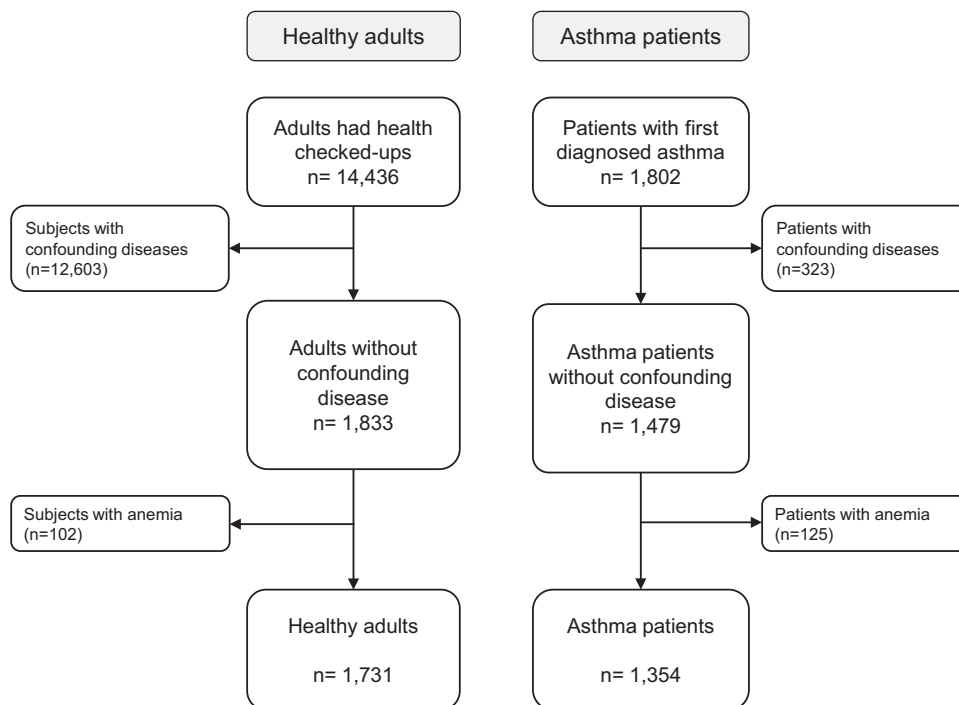 Healthy adults
Asthma patients
Adults had health
checked-ups
n= 14,436
Patients with first
diagnosed asthma
n= 1,802
Subjects with
confounding diseases
(n=12,603)
Patients with
confounding diseases
(n=323)
Adults without
confounding
disease
n= 1,833
Asthma patients
without confounding
disease
n= 1,479
Subjects with anemia
(n=102)
Patients with anemia
(n=125)
Healthy adults
n= 1,731
Asthma patients
n= 1,354